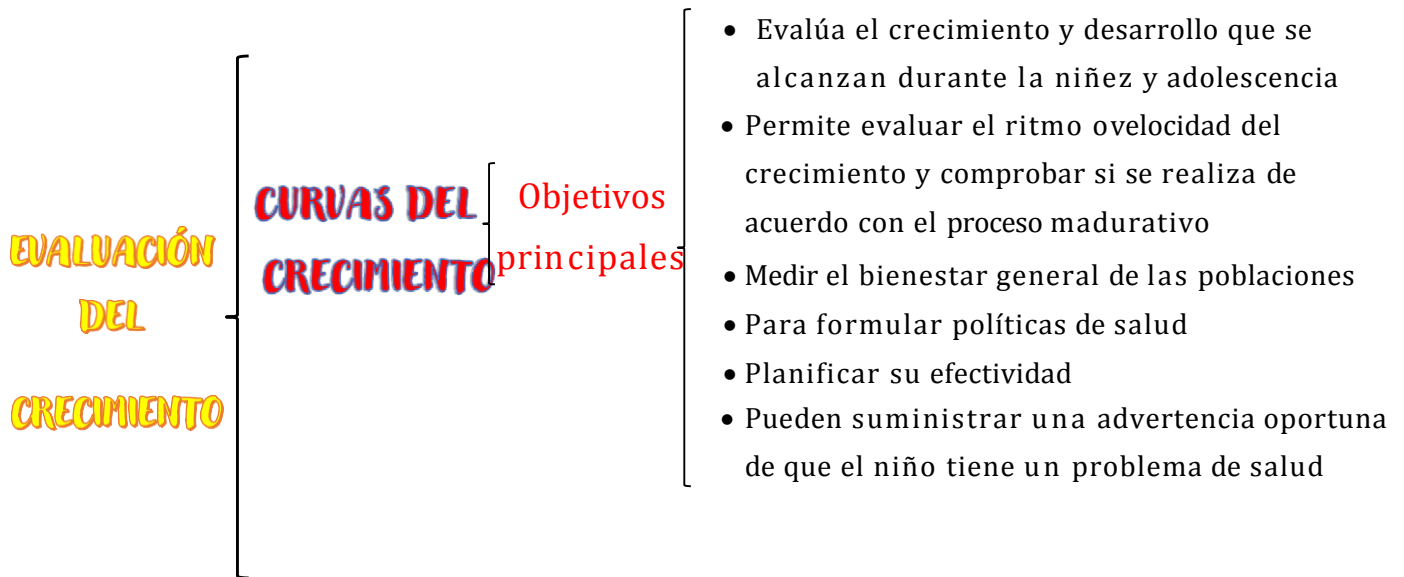 EVALUACIÓN
DEL
CRECIMIENTO
CURVAS DEL
CRECIMIENTO
Objetivos
principales
• Evalúa el crecimiento y desarrollo que se
alcanzan durante la niñez y adolescencia
• Permite evaluar el ritmo ovelocidad del
crecimiento y comprobar si se realiza de
acuerdo con el proceso madurativo
• Medir el bienestar general de las poblaciones
• Para formular políticas de salud
• Planificar su efectividad
• Pueden suministrar una advertencia oportuna
de que el niño tiene un problema de salud